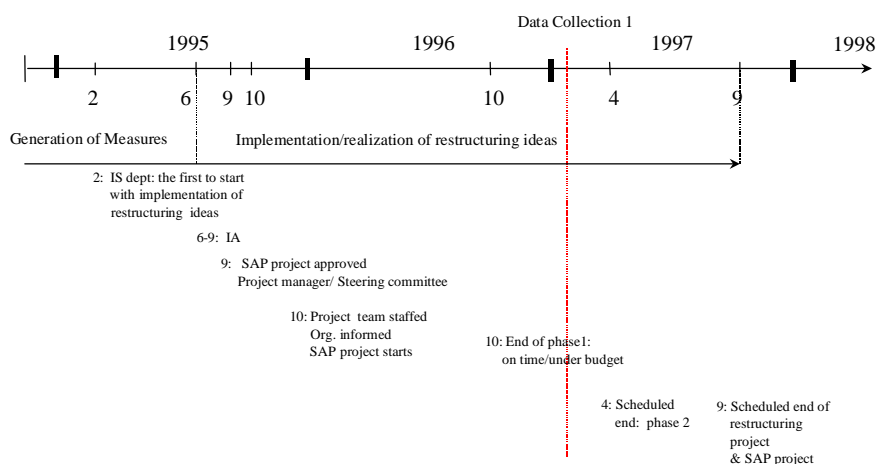 Data Collection 1
1995 1996 1997 1998
2 6 9 10 10 4 9
Generation of Measures
Implementation/realization of restructuring ideas
2: IS dept: the first to start
with implementation of
restructuring ideas
6-9: IA
9: SAP project approved
Project manager/ Steering committee
10: Project team staffed
Org. informed
SAP project starts
10: End of phase1:
on time/under budget
4: Scheduled
end: phase 2
9: Scheduled end of
restructuring
project
& SAP project